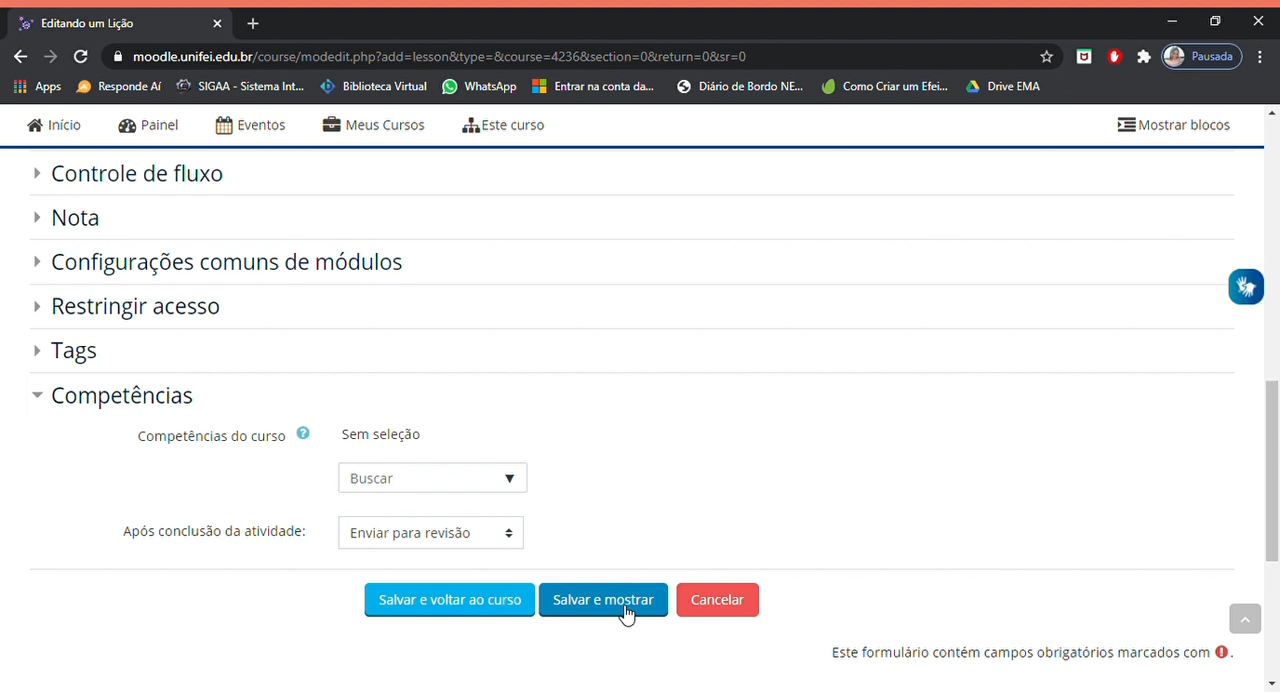 Editando um Lição
moodle.unifei.edu.br/course/modedit.php?add=lesson&type=&course=4236&section=0&return=0&sr=0
Pausada
Apps Responde Aí SIGAA - Sistema Int... Biblioteca Virtual WhatsApp Entrar na conta da... Diário de Bordo NE... Como Criar um Efei... Drive EMA
Início Painel Eventos Meus Cursos Este curso Mostrar blocos
Controle de fluxo
Nota
Configurações comuns de módulos
Restringir acesso
Tags
Competências
Competências do curso ? Sem seleção
Buscar
Após conclusão da atividade: Enviar para revisão
Salvar e voltar ao curso Salvar e mostrar Cancelar
Este formulário contém campos obrigatórios marcados com ! .